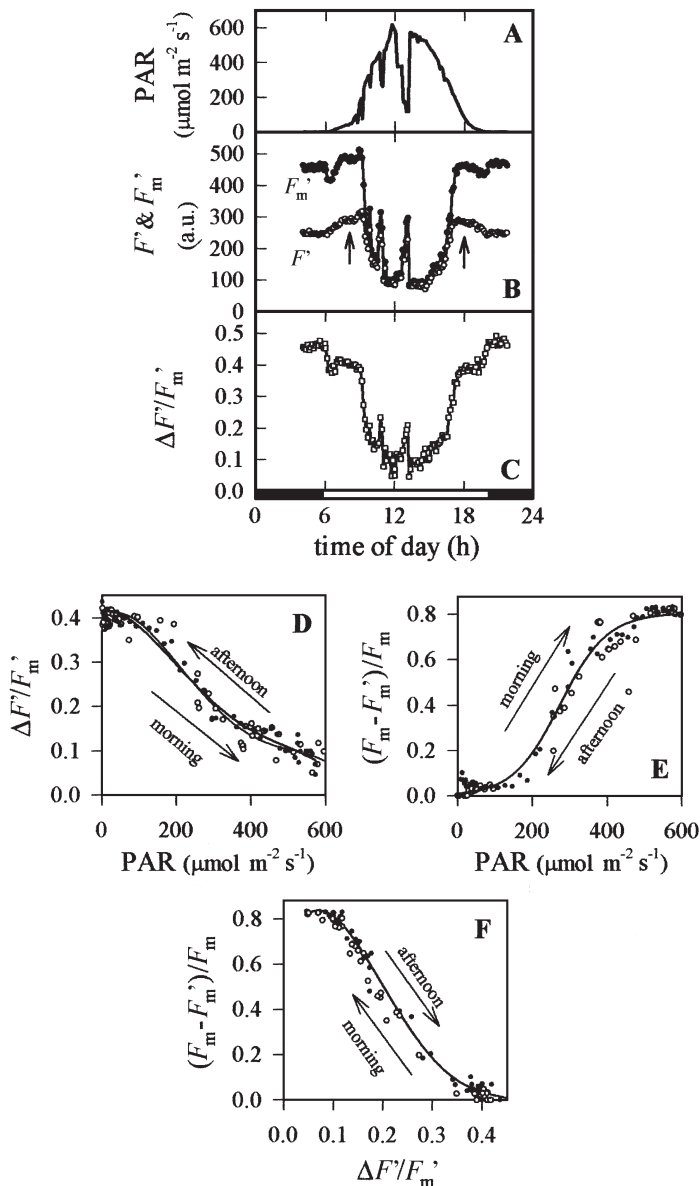 A
PAR
(μmol m⁻² s⁻¹)
600
400
200
0
B
F' & Fm'
(a.u.)
500
400
300
200
100
0
Fm'
F'
C
ΔF'/Fm'
0.5
0.4
0.3
0.2
0.1
0.0
0 6 12 18 24
time of day (h)
D
ΔF'/Fm'
0.4
0.3
0.2
0.1
0.0
afternoon
morning
0 200 400 600
PAR (μmol m⁻² s⁻¹)
E
(Fm-Fm')/Fm
0.8
0.6
0.4
0.2
0.0
morning
afternoon
0 200 400 600
PAR (μmol m⁻² s⁻¹)
F
(Fm-Fm')/Fm
0.8
0.6
0.4
0.2
0.0
afternoon
morning
0.0 0.1 0.2 0.3 0.4
ΔF'/Fm'